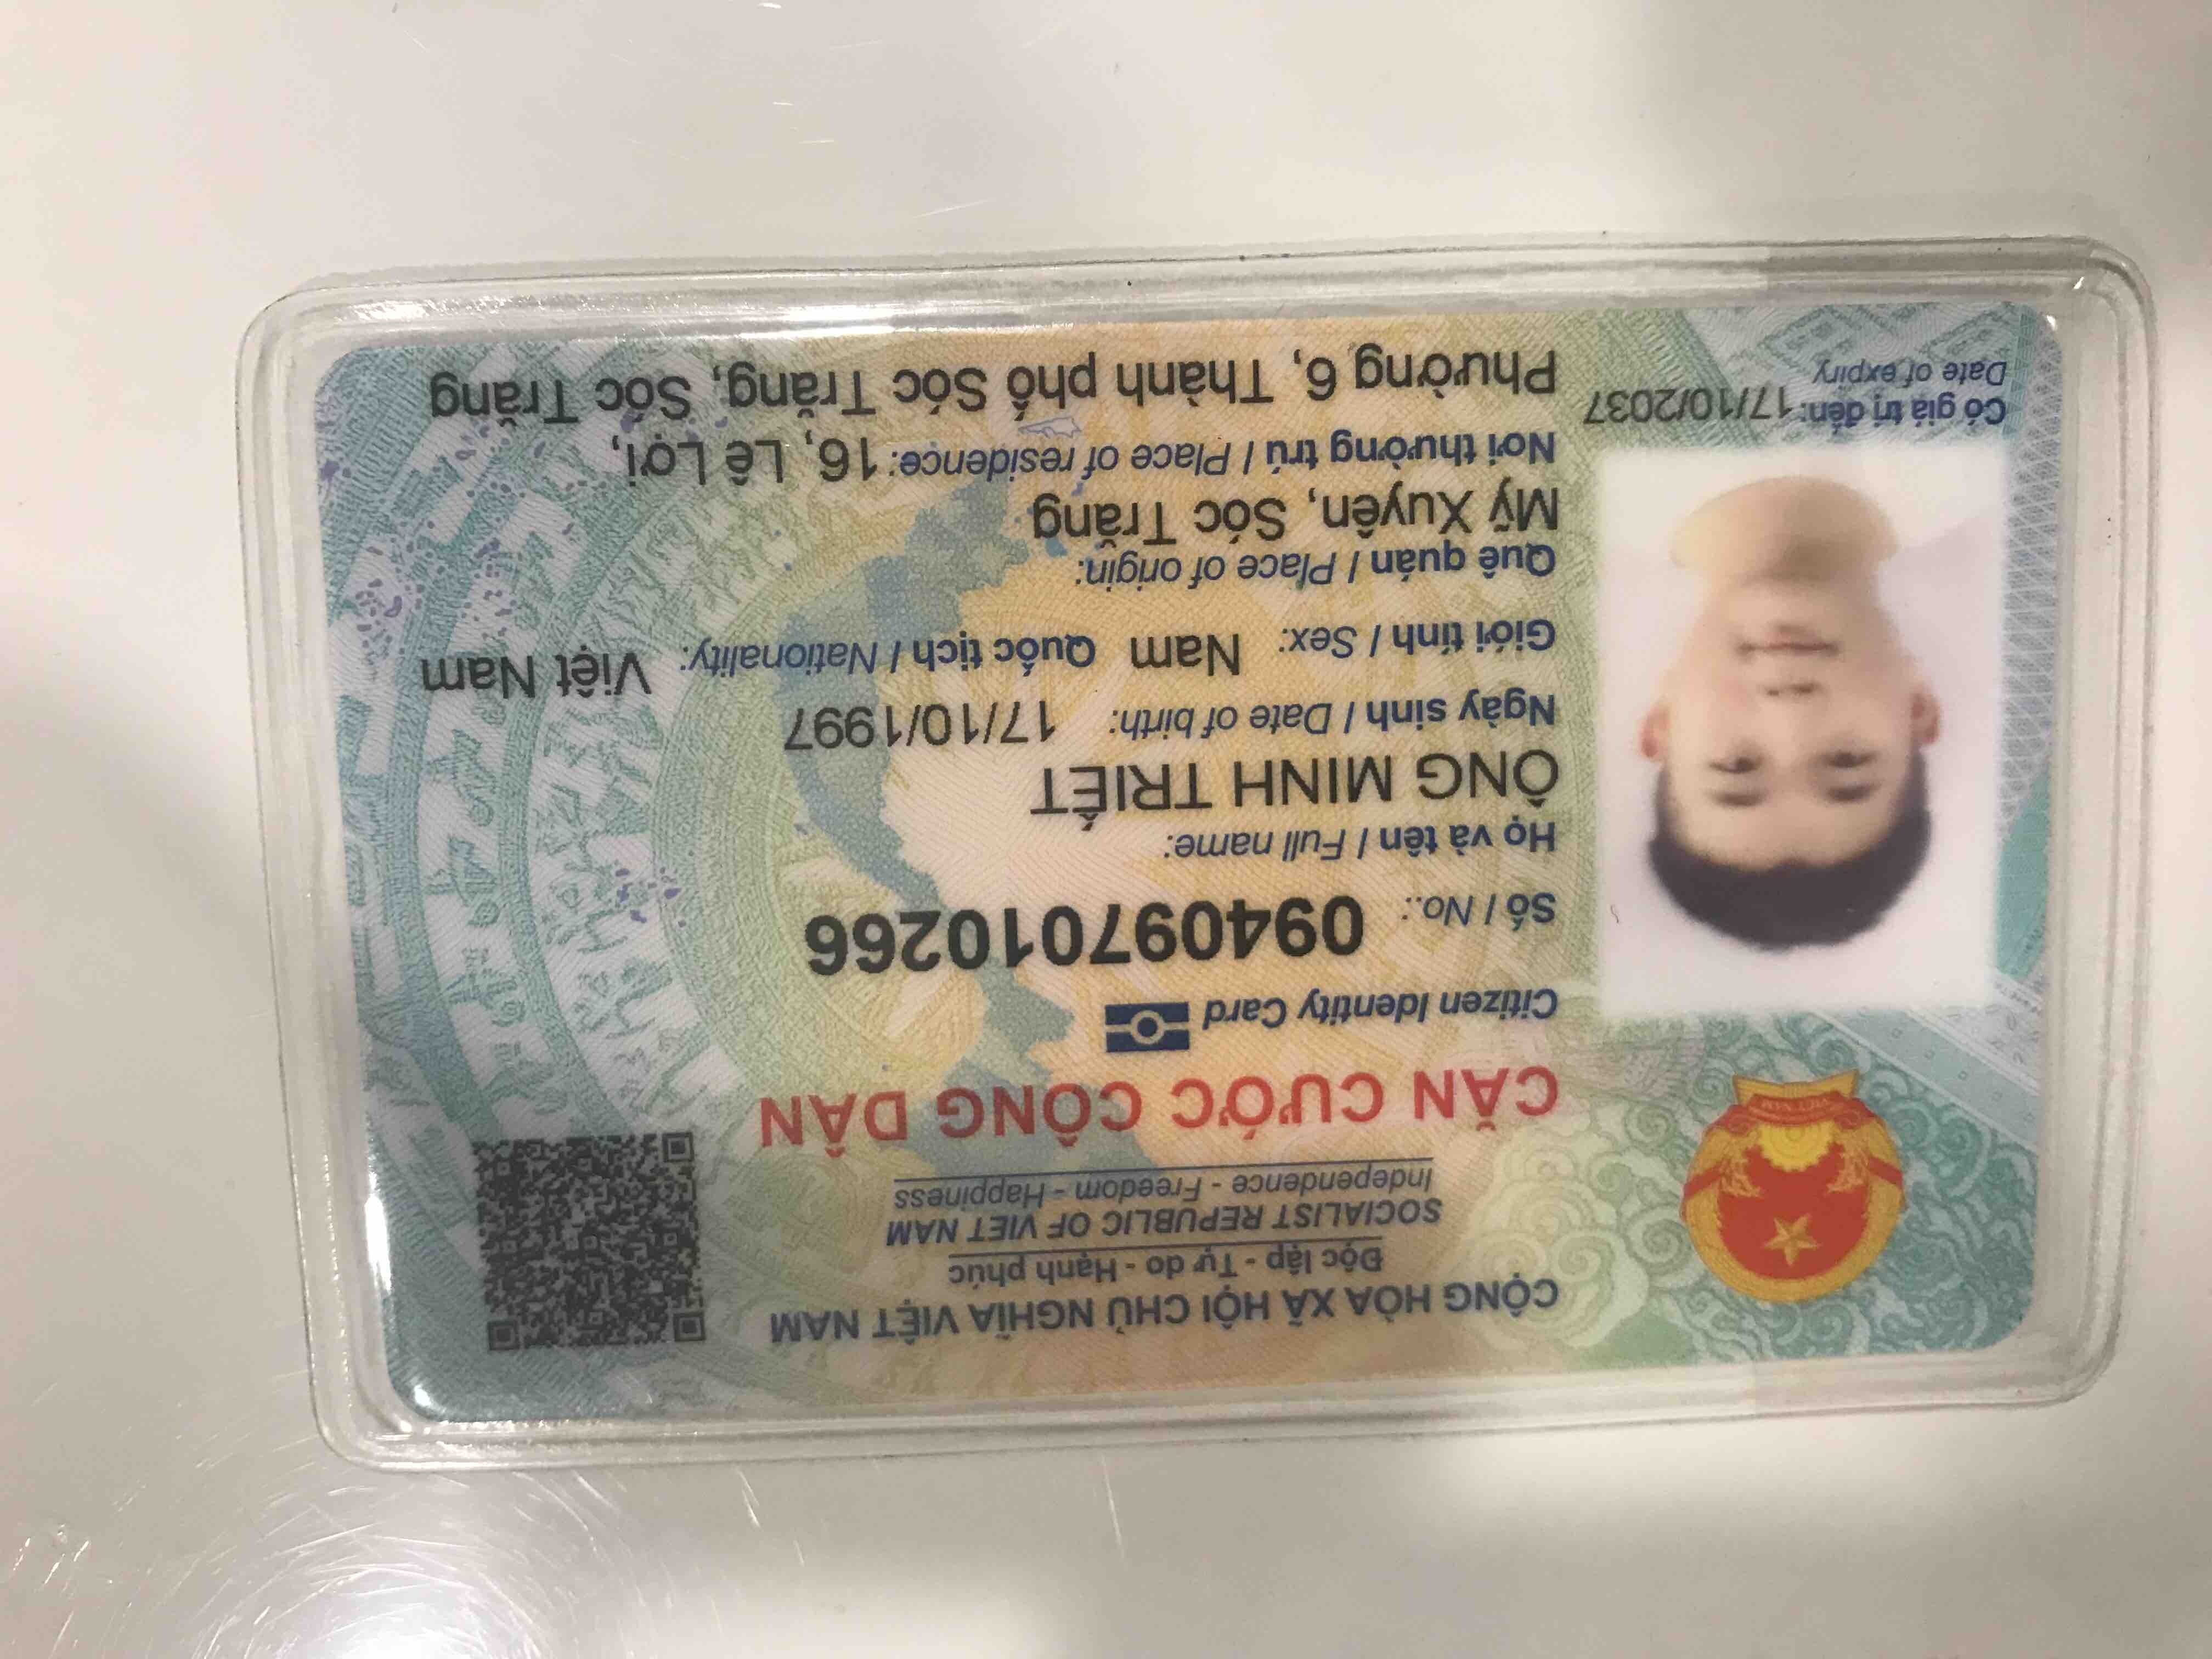 CỘNG HÒA XÃ HỘI CHỦ NGHĨA VIỆT NAM
Độc lập - Tự do - Hạnh phúc
SOCIALIST REPUBLIC OF VIET NAM
Independence - Freedom - Happiness
CĂN CƯỚC CÔNG DÂN
Citizen Identity Card
Số / No.: 094097010266
Họ và tên / Full name:
ÔNG MINH TRIẾT
Ngày sinh / Date of birth: 17/10/1997
Giới tính / Sex: Nam Quốc tịch / Nationality: Việt Nam
Quê quán / Place of origin:
Mỹ Xuyên, Sóc Trăng
Nơi thường trú / Place of residence: 16, Lê Lợi,
Phường 6, Thành phố Sóc Trăng, Sóc Trăng
Có giá trị đến: 17/10/2037
Date of expiry